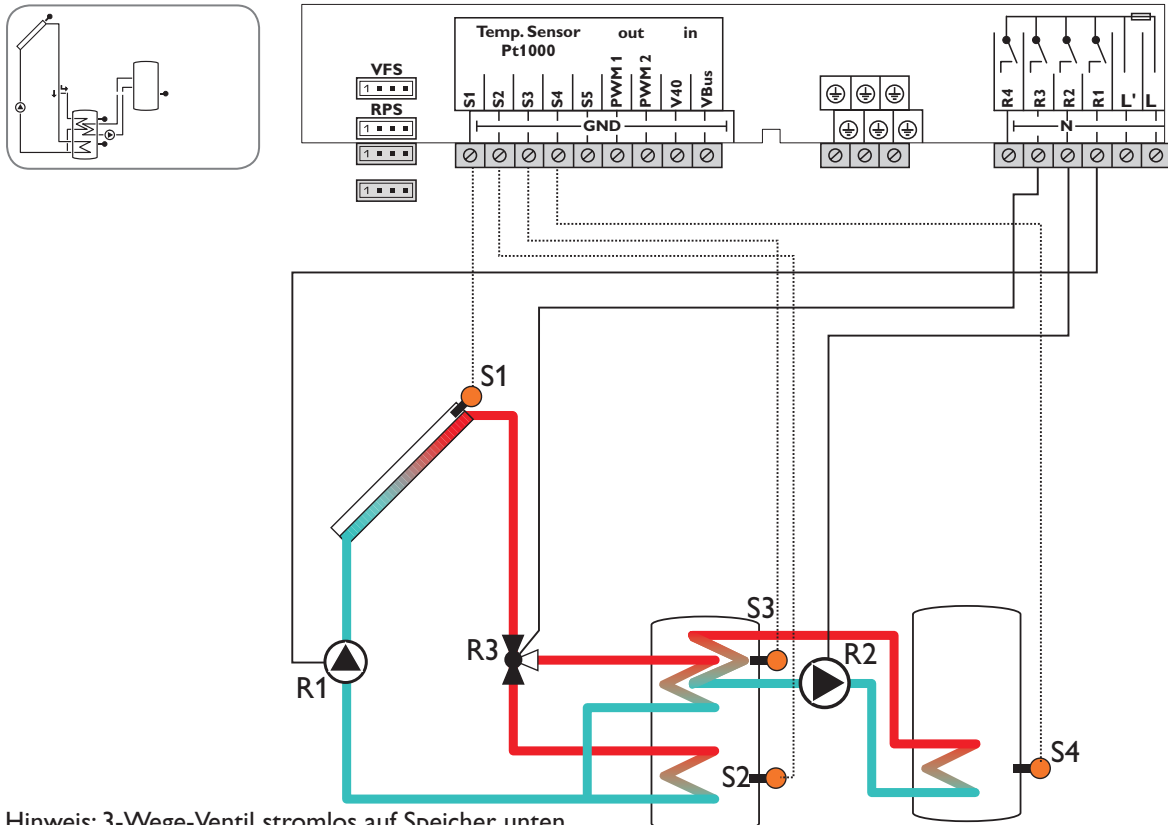 Temp. Sensor
Pt1000
out
in
VFS
1
RPS
1
1
1
S1
S2
S3
S4
S5
PWM 1
PWM 2
V40
VBus
GND
R4
R3
R2
R1
L'
L
N
S1
S3
R3
R2
R1
S2
S4
Hinweis: 3-Wege-Ventil stromlos auf Speicher unten